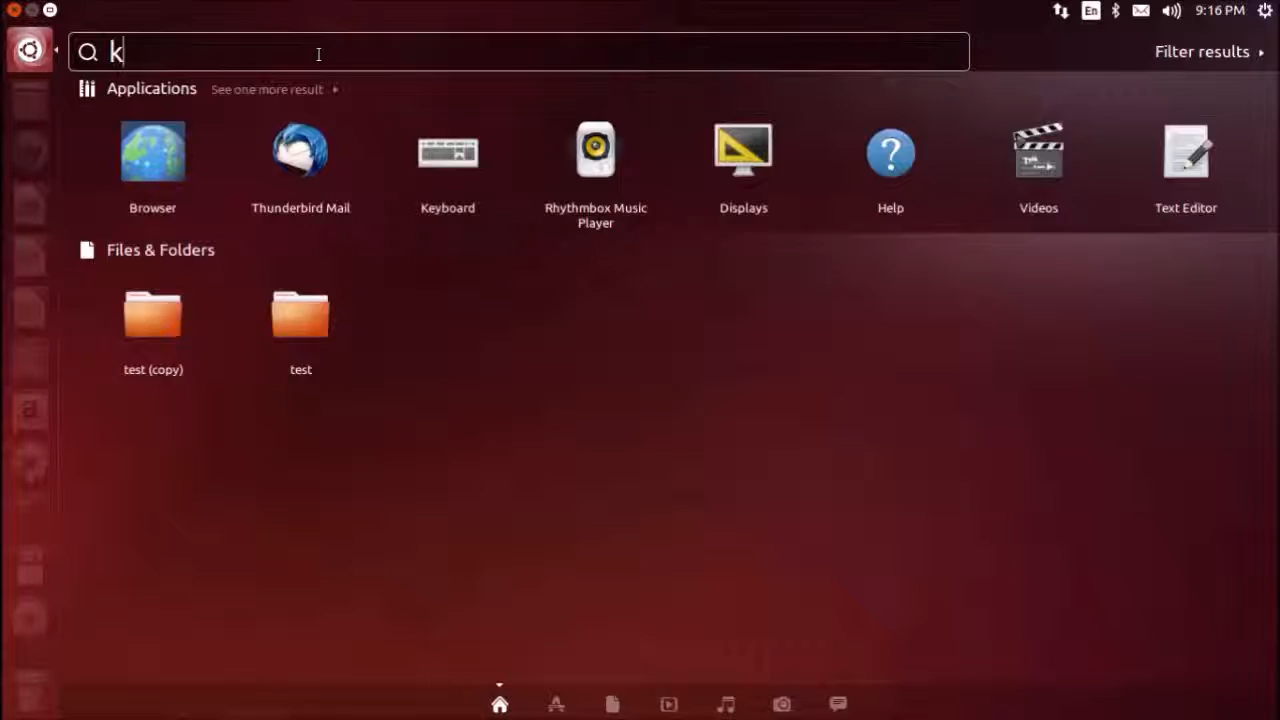 En
9:16 PM
k
Filter results
Applications See one more result
Browser
Thunderbird Mail
Keyboard
Rhythmbox Music
Player
Displays
Help
Videos
Text Editor
Files & Folders
test (copy)
test